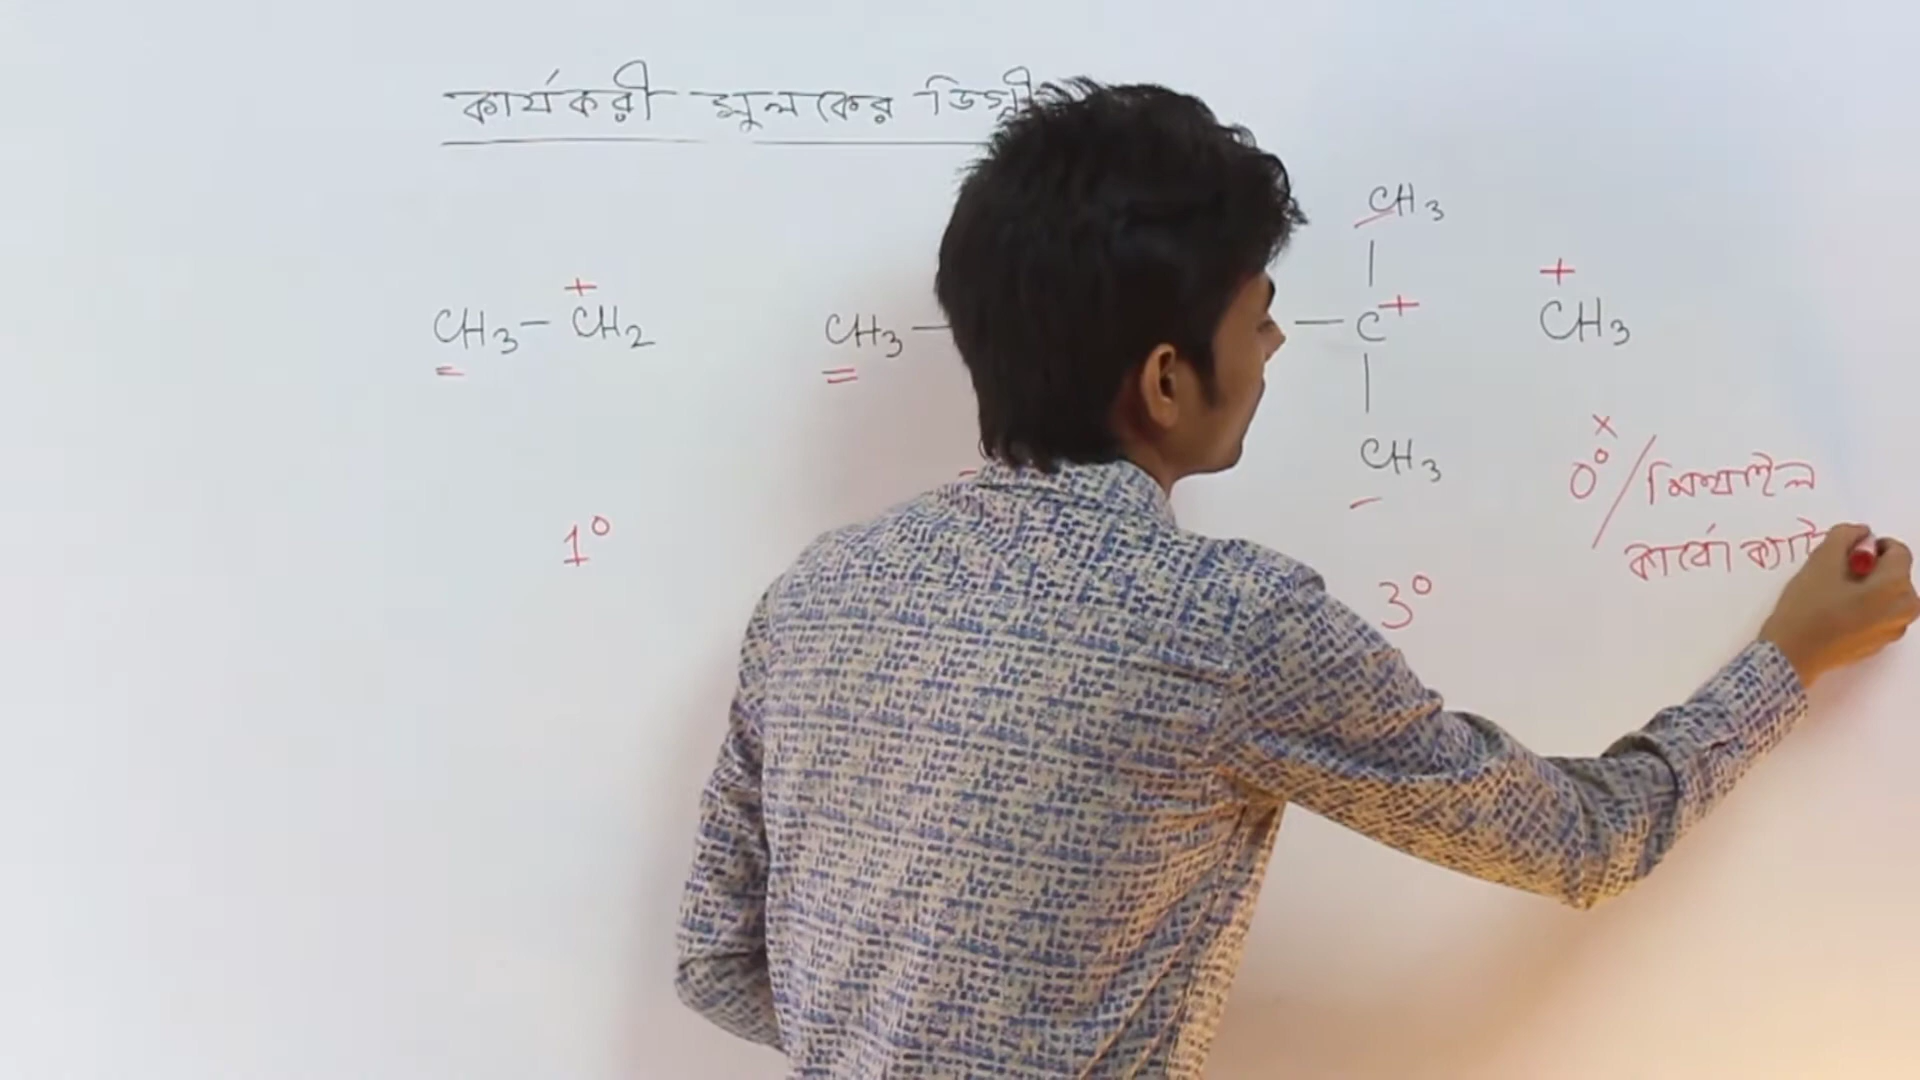 কার্যকরী মুলকের ডিগ্রী
CH3
+ + +
CH3 – CH2 CH3 – – C CH3
CH3
x
0° / মিথাইল
1° কার্বো
3°